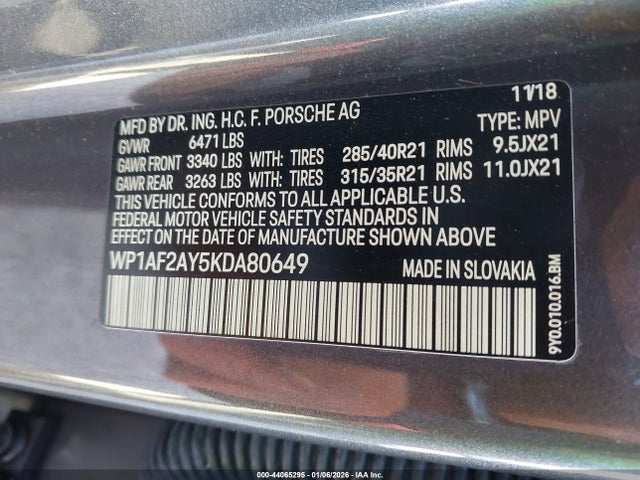 11/18
MFD BY DR. ING. H.C. F. PORSCHE AG
GVWR 6471 LBS TYPE: MPV
GAWR FRONT 3340 LBS WITH: TIRES 285/40R21 RIMS 9.5JX21
GAWR REAR 3263 LBS WITH: TIRES 315/35R21 RIMS 11.0JX21
THIS VEHICLE CONFORMS TO ALL APPLICABLE U.S.
FEDERAL MOTOR VEHICLE SAFETY STANDARDS IN
EFFECT ON THE DATE OF MANUFACTURE SHOWN ABOVE
WP1AF2AY5KDA80649 MADE IN SLOVAKIA
9Y0.010.016.BM
000-44065295 - 01/06/2026 - IAA Inc.